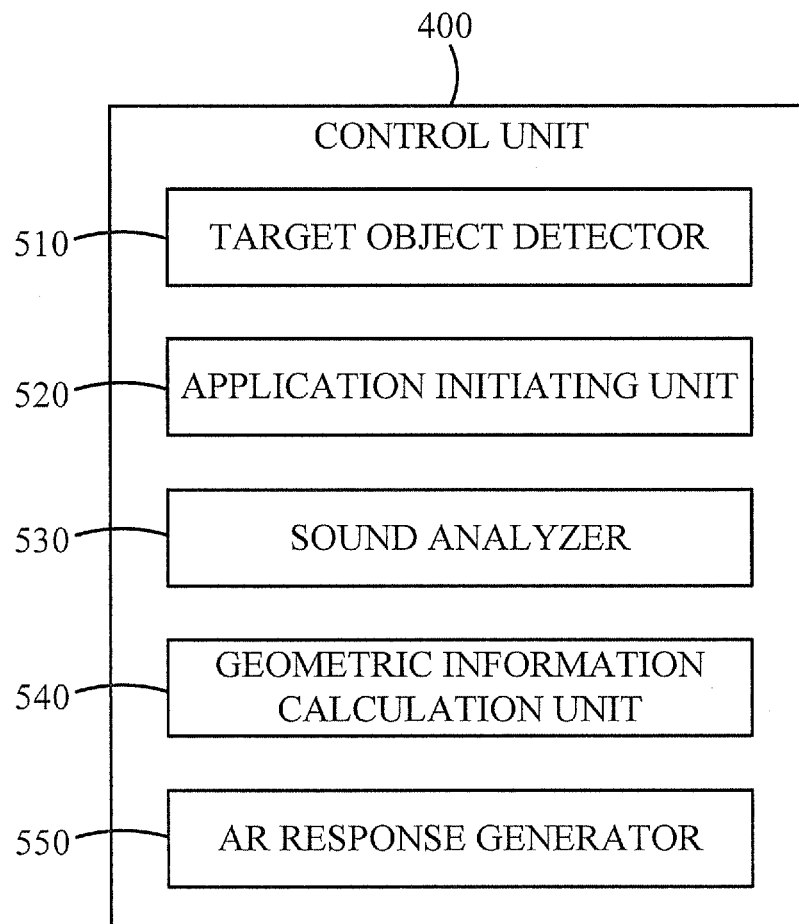 400
CONTROL UNIT
510
TARGET OBJECT DETECTOR
520
APPLICATION INITIATING UNIT
530
SOUND ANALYZER
540
GEOMETRIC INFORMATION
CALCULATION UNIT
550
AR RESPONSE GENERATOR